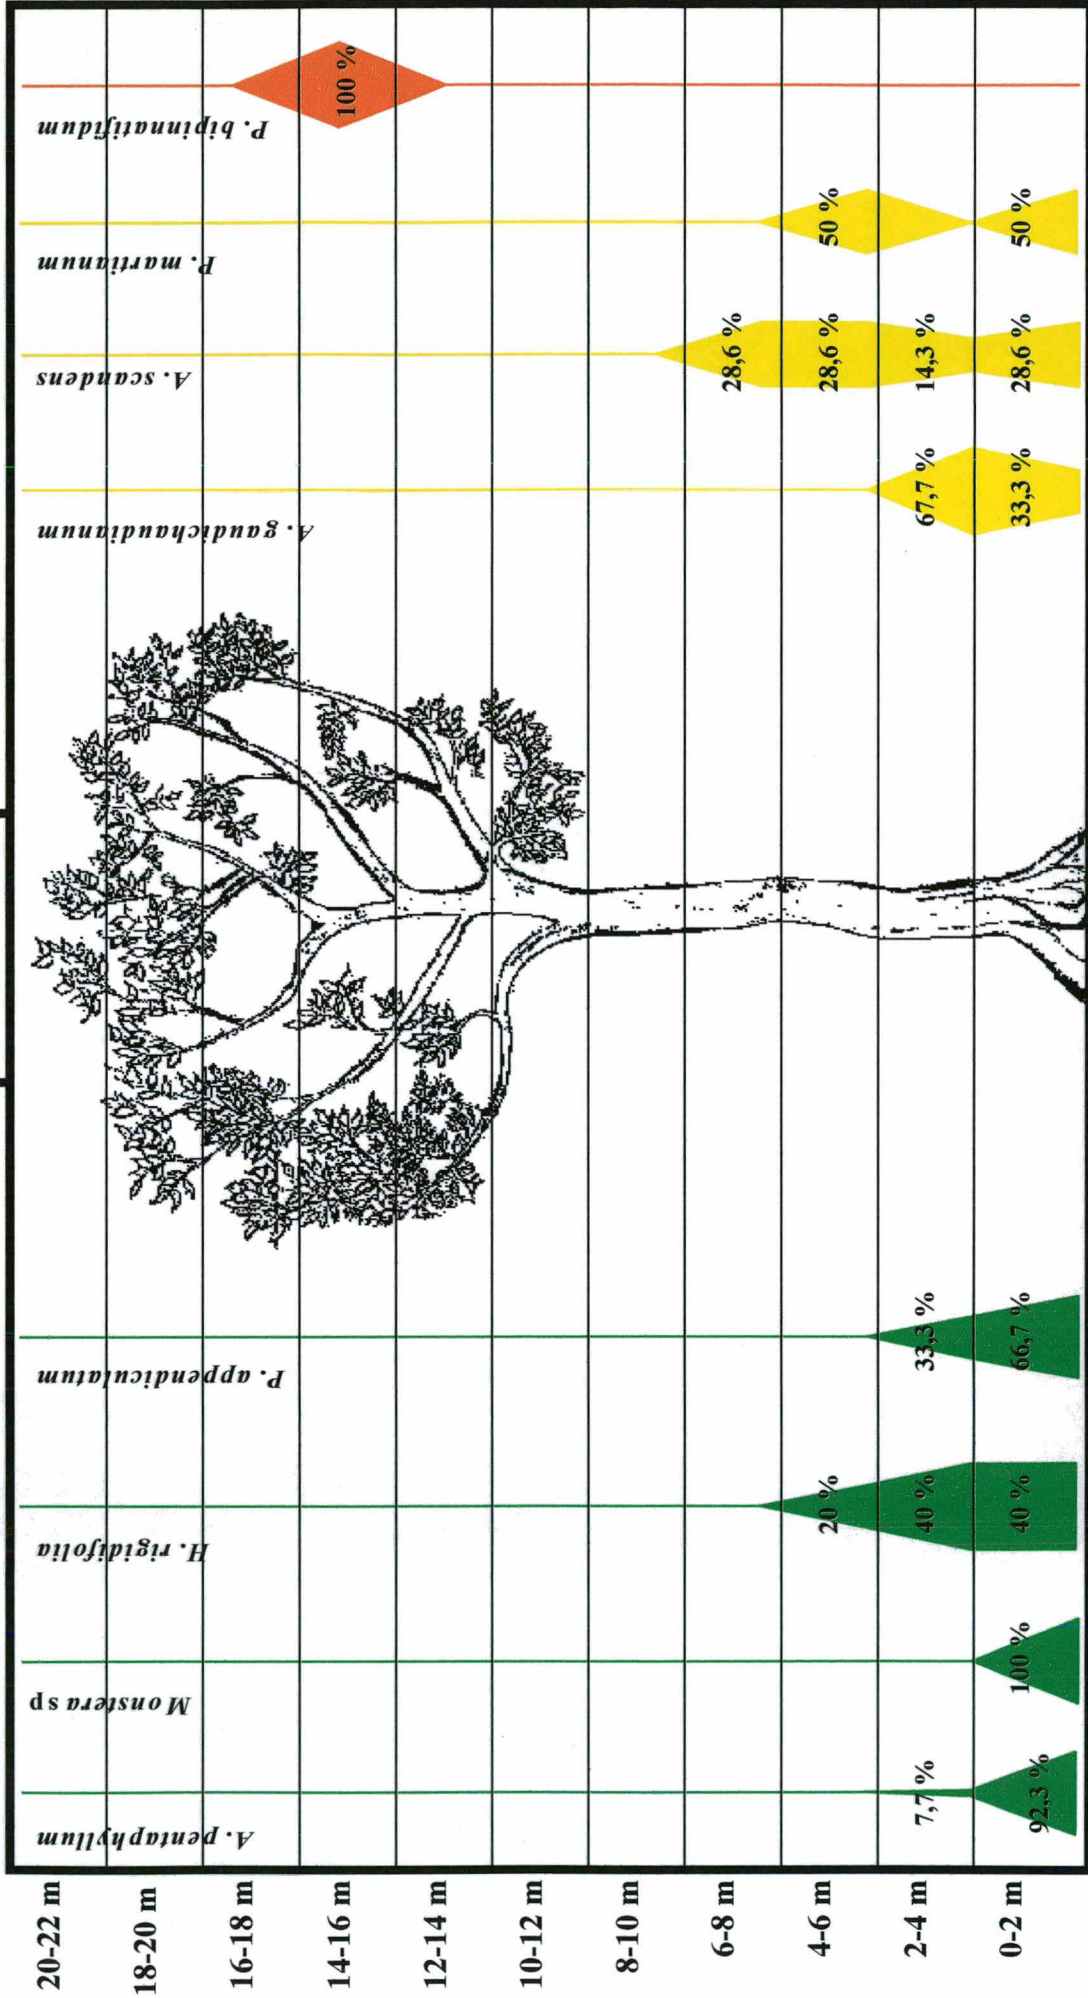 20-22 m
18-20 m
16-18 m
14-16 m
12-14 m
10-12 m
8-10 m
6-8 m
4-6 m
2-4 m
0-2 m
A. pentaphyllum
7,7 %
92,3 %
Monstera sp
100 %
H. rigidifolia
20 %
40 %
40 %
P. appendiculatum
33,3 %
66,7 %
A. gaudichaudianum
67,7 %
33,3 %
A. scandens
28,6 %
28,6 %
14,3 %
28,6 %
P. martianum
50 %
50 %
P. bipinnatifidum
100 %